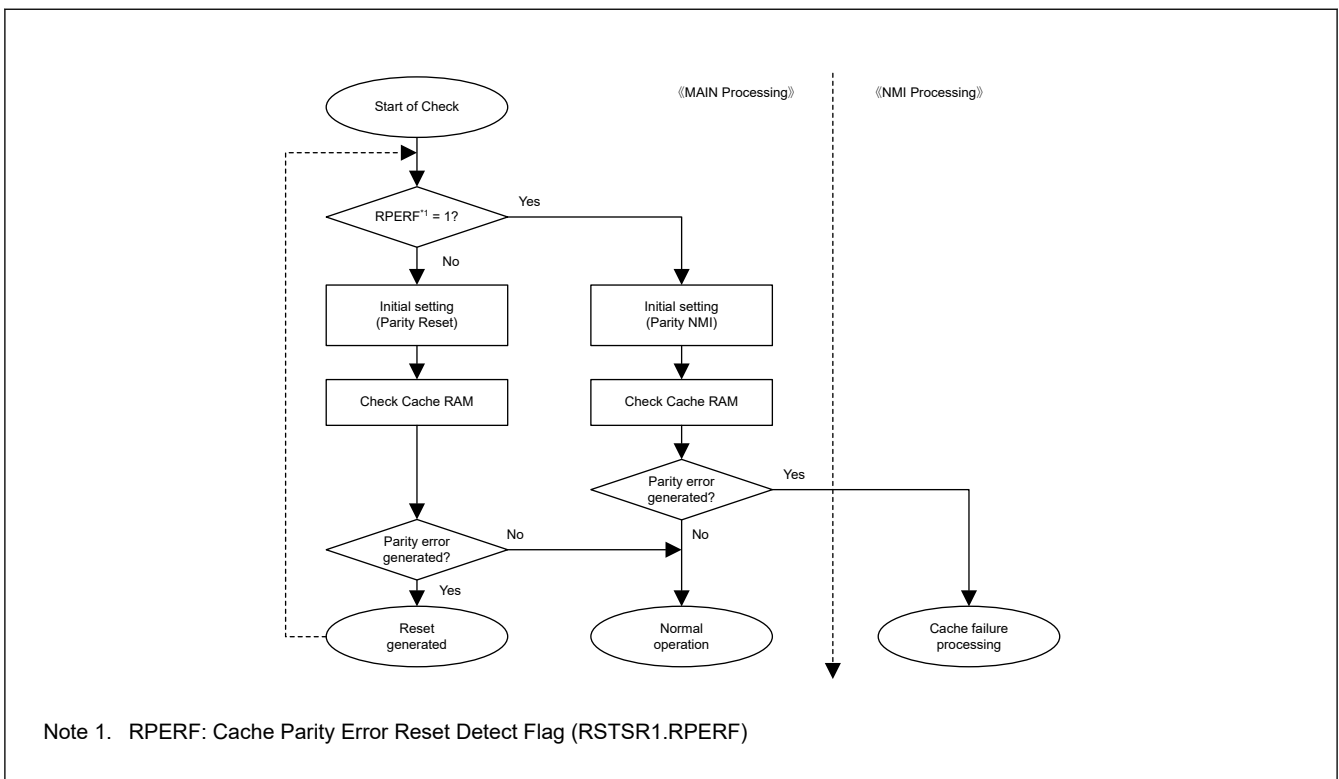 《MAIN Processing》
《NMI Processing》
Start of Check
RPERF*1 = 1?
Yes
No
Initial setting
(Parity Reset)
Initial setting
(Parity NMI)
Check Cache RAM
Check Cache RAM
Parity error
generated?
Yes
No
Parity error
generated?
No
Yes
Reset
generated
Normal
operation
Cache failure
processing
Note 1. RPERF: Cache Parity Error Reset Detect Flag (RSTSR1.RPERF)